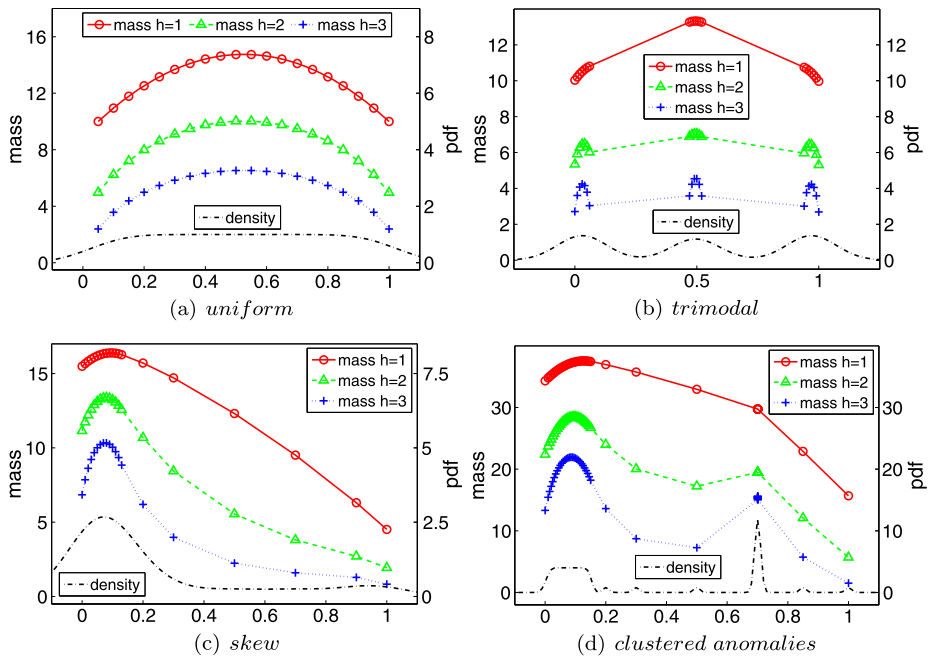 mass h=1 mass h=2 mass h=3
16
12
8
4
0
mass
8
6
4
2
0
pdf
density
0 0.2 0.4 0.6 0.8 1
(a) uniform
12
10
8
6
4
2
0
mass
12
10
8
6
4
2
0
pdf
mass h=1
mass h=2
mass h=3
density
0 0.5 1
(b) trimodal
15
10
5
0
mass
7.5
5
2.5
0
pdf
mass h=1
mass h=2
mass h=3
density
0 0.2 0.4 0.6 0.8 1
(c) skew
30
20
10
0
mass
30
20
10
0
pdf
mass h=1
mass h=2
mass h=3
density
0 0.2 0.4 0.6 0.8 1
(d) clustered anomalies